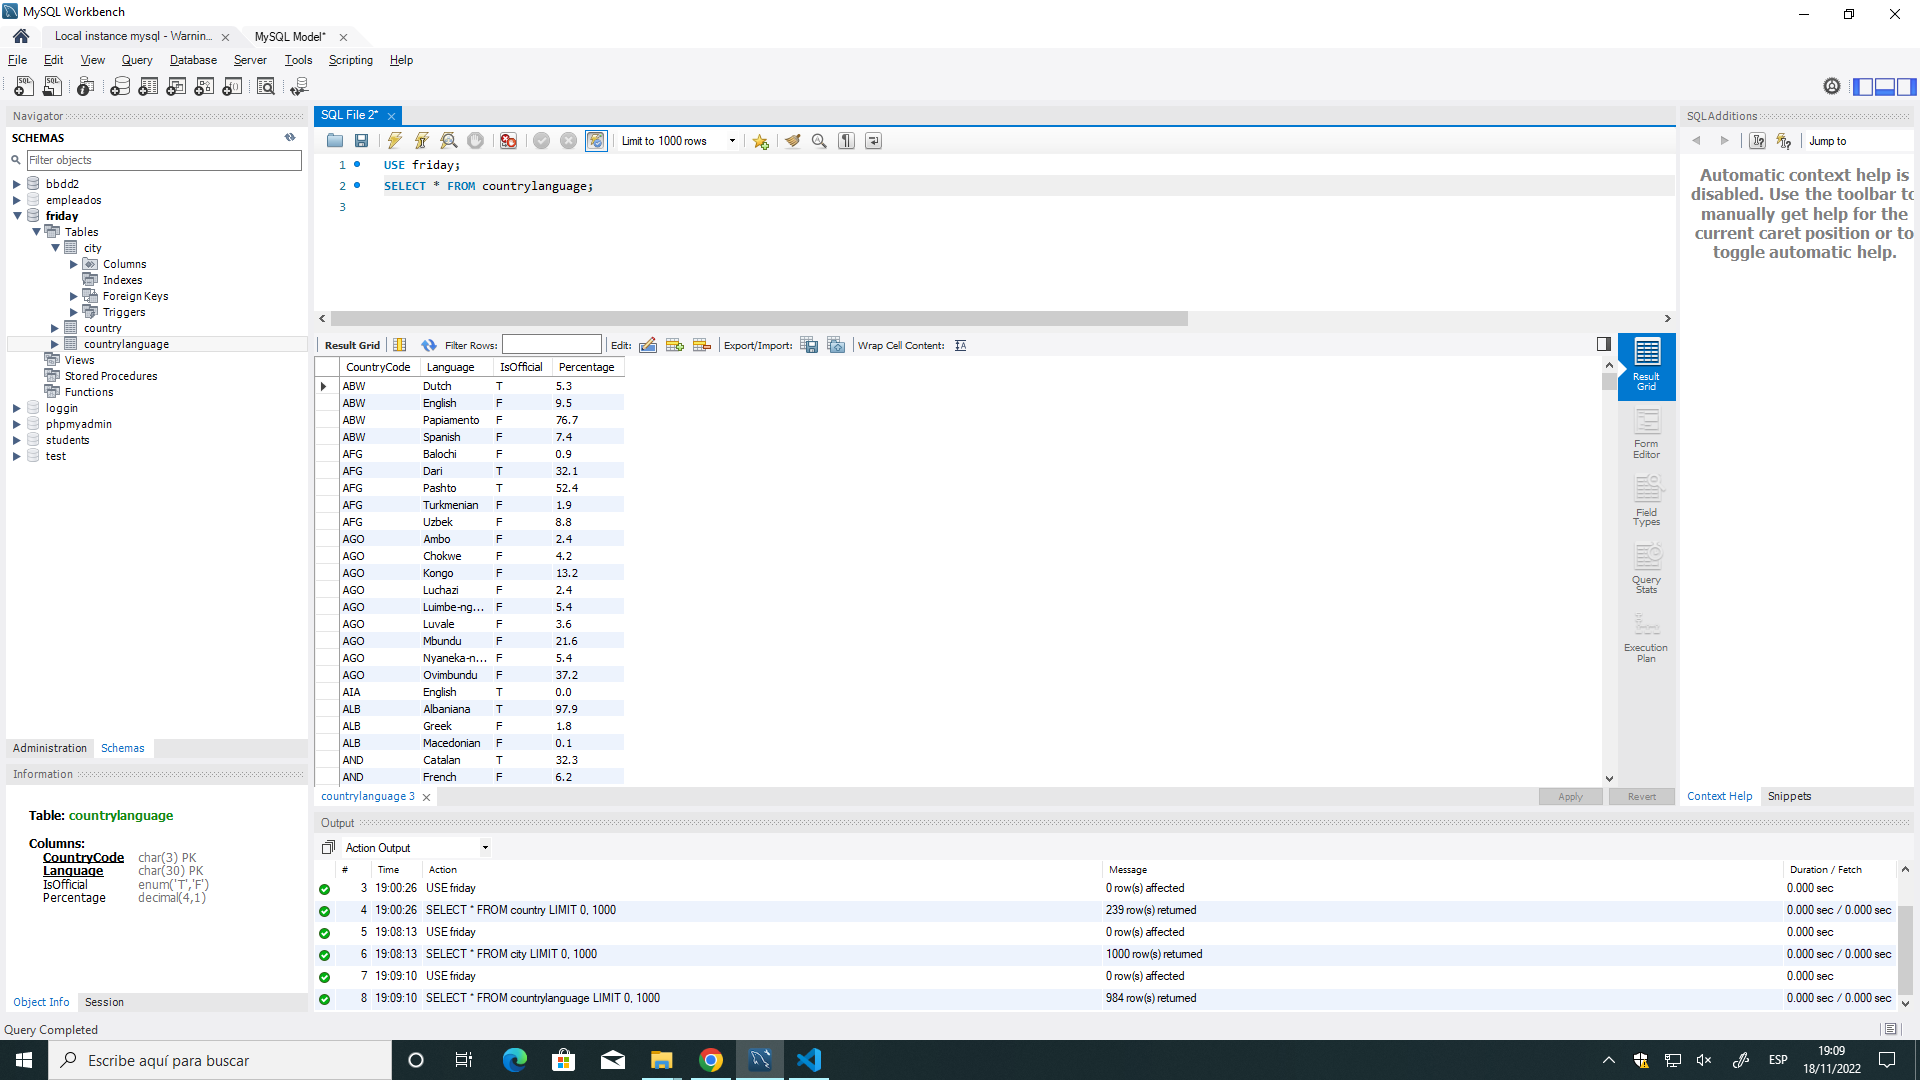 MySQL Workbench
Local instance mysql - Warnin... MySQL Model*
File Edit View Query Database Server Tools Scripting Help
Navigator
SCHEMAS
Filter objects
bbdd2
empleados
friday
Tables
city
Columns
Indexes
Foreign Keys
Triggers
country
countrylanguage
Views
Stored Procedures
Functions
loggin
phpmyadmin
students
test
Administration Schemas
Information
Table: countrylanguage
Columns:
CountryCode char(3) PK
Language char(30) PK
IsOfficial enum('T','F')
Percentage decimal(4,1)
Object Info Session
SQL File 2*
Limit to 1000 rows
1 USE friday;
2 SELECT * FROM countrylanguage;
3
Result Grid Filter Rows: Edit: Export/Import: Wrap Cell Content:
CountryCode Language IsOfficial Percentage
ABW Dutch T 5.3
ABW English F 9.5
ABW Papiamento F 76.7
ABW Spanish F 7.4
AFG Balochi F 0.9
AFG Dari T 32.1
AFG Pashto T 52.4
AFG Turkmenian F 1.9
AFG Uzbek F 8.8
AGO Ambo F 2.4
AGO Chokwe F 4.2
AGO Kongo F 13.2
AGO Luchazi F 2.4
AGO Luimbe-ng... F 5.4
AGO Luvale F 3.6
AGO Mbundu F 21.6
AGO Nyaneka-n... F 5.4
AGO Ovimbundu F 37.2
AIA English T 0.0
ALB Albaniana T 97.9
ALB Greek F 1.8
ALB Macedonian F 0.1
AND Catalan T 32.3
AND French F 6.2
Result
Grid
Form
Editor
Field
Types
Query
Stats
Execution
Plan
countrylanguage 3
Apply Revert
SQLAdditions
Jump to
Automatic context help is
disabled. Use the toolbar to
manually get help for the
current caret position or to
toggle automatic help.
Context Help Snippets
Output
Action Output
# Time Action Message Duration / Fetch
3 19:00:26 USE friday 0 row(s) affected 0.000 sec
4 19:00:26 SELECT * FROM country LIMIT 0, 1000 239 row(s) returned 0.000 sec / 0.000 sec
5 19:08:13 USE friday 0 row(s) affected 0.000 sec
6 19:08:13 SELECT * FROM city LIMIT 0, 1000 1000 row(s) returned 0.000 sec / 0.000 sec
7 19:09:10 USE friday 0 row(s) affected 0.000 sec
8 19:09:10 SELECT * FROM countrylanguage LIMIT 0, 1000 984 row(s) returned 0.000 sec / 0.000 sec
Query Completed
Escribe aquí para buscar
ESP
19:09
18/11/2022